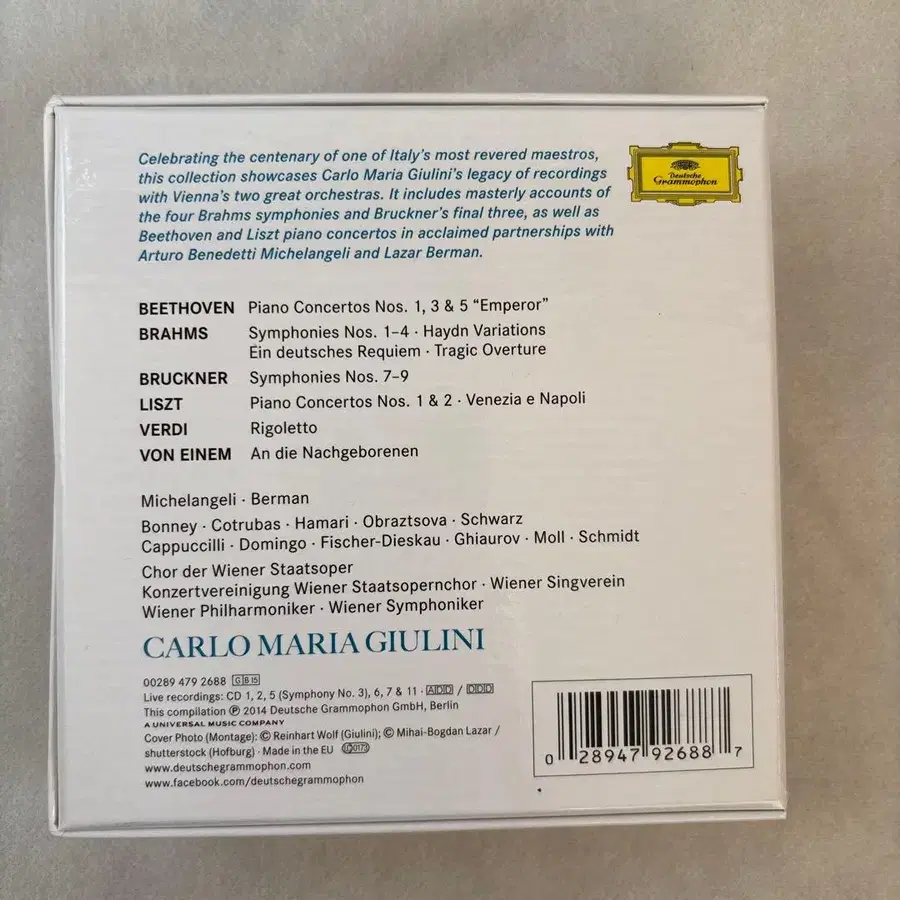 Celebrating the centenary of one of Italy's most revered maestros,
this collection showcases Carlo Maria Giulini's legacy of recordings
with Vienna's two great orchestras. It includes masterly accounts of
the four Brahms symphonies and Bruckner's final three, as well as
Beethoven and Liszt piano concertos in acclaimed partnerships with
Arturo Benedetti Michelangeli and Lazar Berman.
Deutsche
Grammophon
BEETHOVEN Piano Concertos Nos. 1, 3 & 5 “Emperor”
BRAHMS Symphonies Nos. 1–4 · Haydn Variations
Ein deutsches Requiem · Tragic Overture
BRUCKNER Symphonies Nos. 7–9
LISZT Piano Concertos Nos. 1 & 2 · Venezia e Napoli
VERDI Rigoletto
VON EINEM An die Nachgeborenen
Michelangeli · Berman
Bonney · Cotrubas · Hamari · Obraztsova · Schwarz
Cappuccilli · Domingo · Fischer-Dieskau · Ghiaurov · Moll · Schmidt
Chor der Wiener Staatsoper
Konzertvereinigung Wiener Staatsopernchor · Wiener Singverein
Wiener Philharmoniker · Wiener Symphoniker
CARLO MARIA GIULINI
00289 479 2688 GB 15
Live recordings: CD 1, 2, 5 (Symphony No. 3), 6, 7 & 11 · ADD / DDD
This compilation ℗ 2014 Deutsche Grammophon GmbH, Berlin
A UNIVERSAL MUSIC COMPANY
Cover Photo (Montage): © Reinhart Wolf (Giulini); © Mihai-Bogdan Lazar /
shutterstock (Hofburg) · Made in the EU
www.deutschegrammophon.com
www.facebook.com/deutschegrammophon
0 28947 92688 7